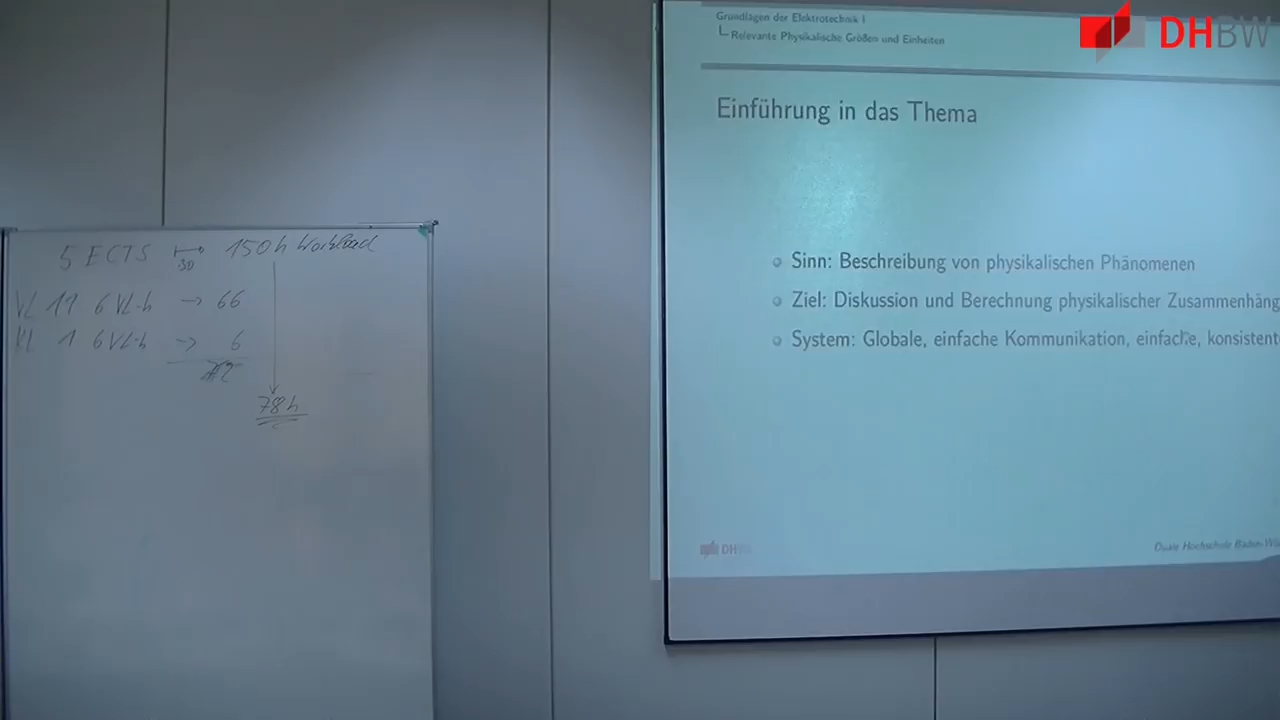 5 ECTS ↦ 150h Workload
30
VL 11 6 VL-h → 66
1 6 VL-h → 6
72
78h
Grundlagen der Elektrotechnik I
Relevante Physikalische Größen und Einheiten
DHBW
Einführung in das Thema
Sinn: Beschreibung von physikalischen Phänomenen
Ziel: Diskussion und Berechnung physikalischer Zusammenhäng
System: Globale, einfache Kommunikation, einfache, konsistent
DHBW
Duale Hochschule Baden-Wü